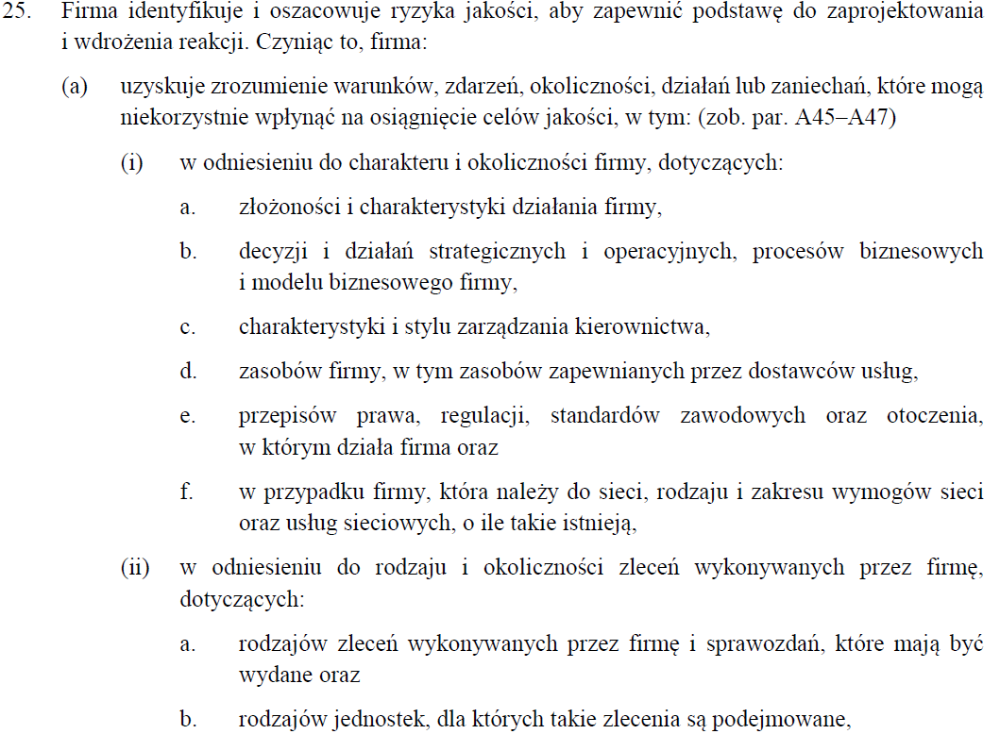 25. Firma identyfikuje i oszacowuje ryzyka jakości, aby zapewnić podstawę do zaprojektowania
i wdrożenia reakcji. Czyniąc to, firma:
(a) uzyskuje zrozumienie warunków, zdarzeń, okoliczności, działań lub zaniechań, które mogą
niekorzystnie wpłynąć na osiągnięcie celów jakości, w tym: (zob. par. A45–A47)
(i) w odniesieniu do charakteru i okoliczności firmy, dotyczących:
a. złożoności i charakterystyki działania firmy,
b. decyzji i działań strategicznych i operacyjnych, procesów biznesowych
i modelu biznesowego firmy,
c. charakterystyki i stylu zarządzania kierownictwa,
d. zasobów firmy, w tym zasobów zapewnianych przez dostawców usług,
e. przepisów prawa, regulacji, standardów zawodowych oraz otoczenia,
w którym działa firma oraz
f. w przypadku firmy, która należy do sieci, rodzaju i zakresu wymogów sieci
oraz usług sieciowych, o ile takie istnieją,
(ii) w odniesieniu do rodzaju i okoliczności zleceń wykonywanych przez firmę,
dotyczących:
a. rodzajów zleceń wykonywanych przez firmę i sprawozdań, które mają być
wydane oraz
b. rodzajów jednostek, dla których takie zlecenia są podejmowane,